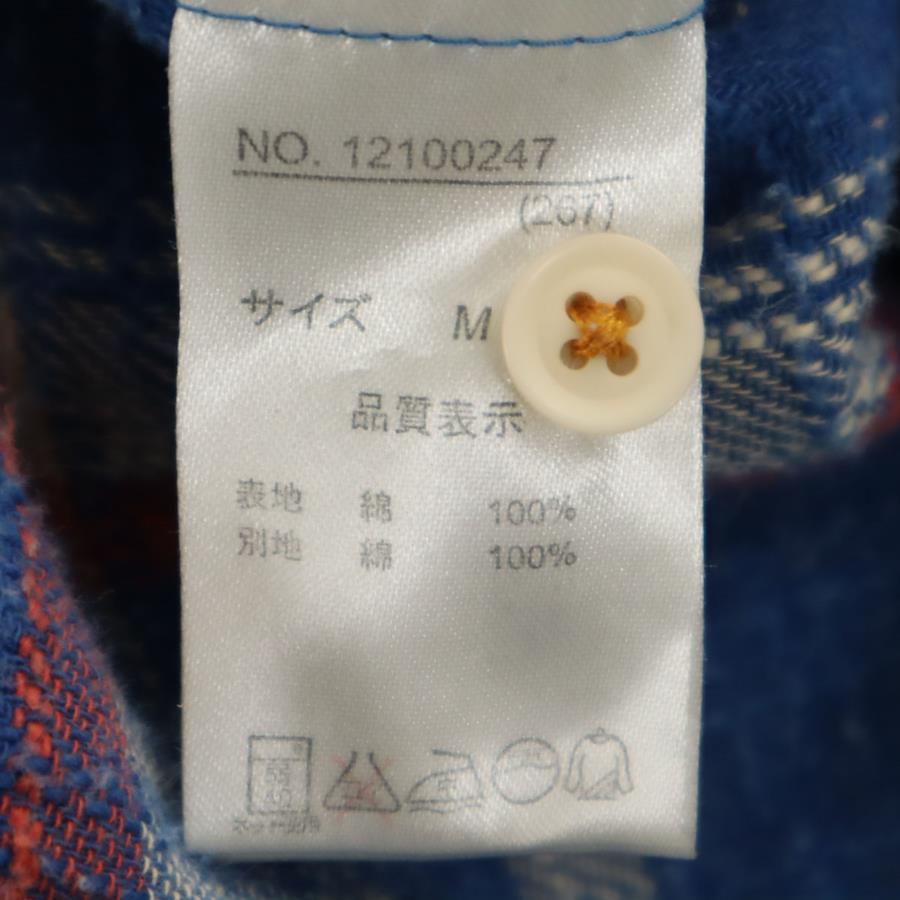 NO. 12100247
(267)
サイズ M
品質表示
表地 綿 100%
別地 綿 100%